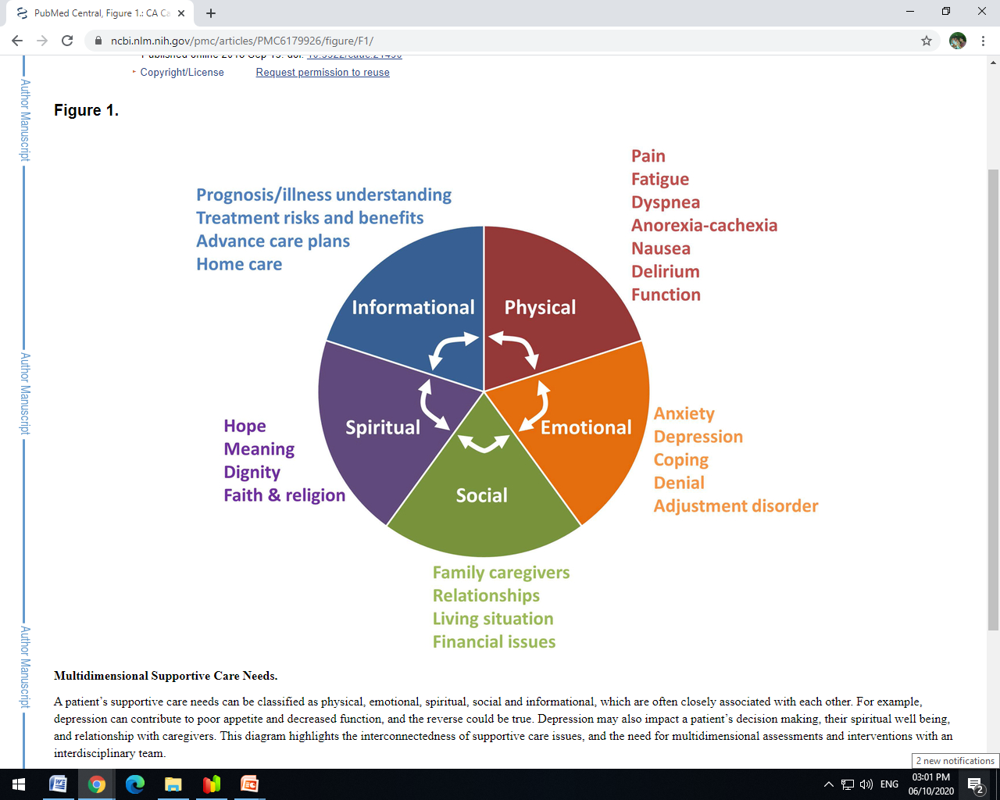 PubMed Central, Figure 1.: CA Ca
ncbi.nlm.nih.gov/pmc/articles/PMC6179926/figure/F1/
Copyright/License Request permission to reuse
Author Manuscript
Author Manuscript
Author Manuscript
Figure 1.
Prognosis/illness understanding
Treatment risks and benefits
Advance care plans
Home care
Pain
Fatigue
Dyspnea
Anorexia-cachexia
Nausea
Delirium
Function
Informational
Physical
Spiritual
Emotional
Social
Hope
Meaning
Dignity
Faith & religion
Anxiety
Depression
Coping
Denial
Adjustment disorder
Family caregivers
Relationships
Living situation
Financial issues
Multidimensional Supportive Care Needs.
A patient’s supportive care needs can be classified as physical, emotional, spiritual, social and informational, which are often closely associated with each other. For example,
depression can contribute to poor appetite and decreased function, and the reverse could be true. Depression may also impact a patient’s decision making, their spiritual well being,
and relationship with caregivers. This diagram highlights the interconnectedness of supportive care issues, and the need for multidimensional assessments and interventions with an
interdisciplinary team.
2 new notifications
ENG
03:01 PM
06/10/2020
2